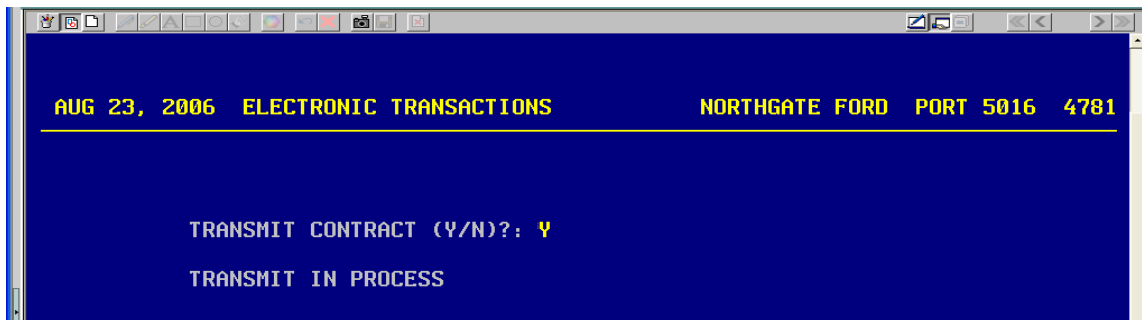 AUG 23, 2006 ELECTRONIC TRANSACTIONS NORTHGATE FORD PORT 5016 4781
TRANSMIT CONTRACT (Y/N)?: Y
TRANSMIT IN PROCESS